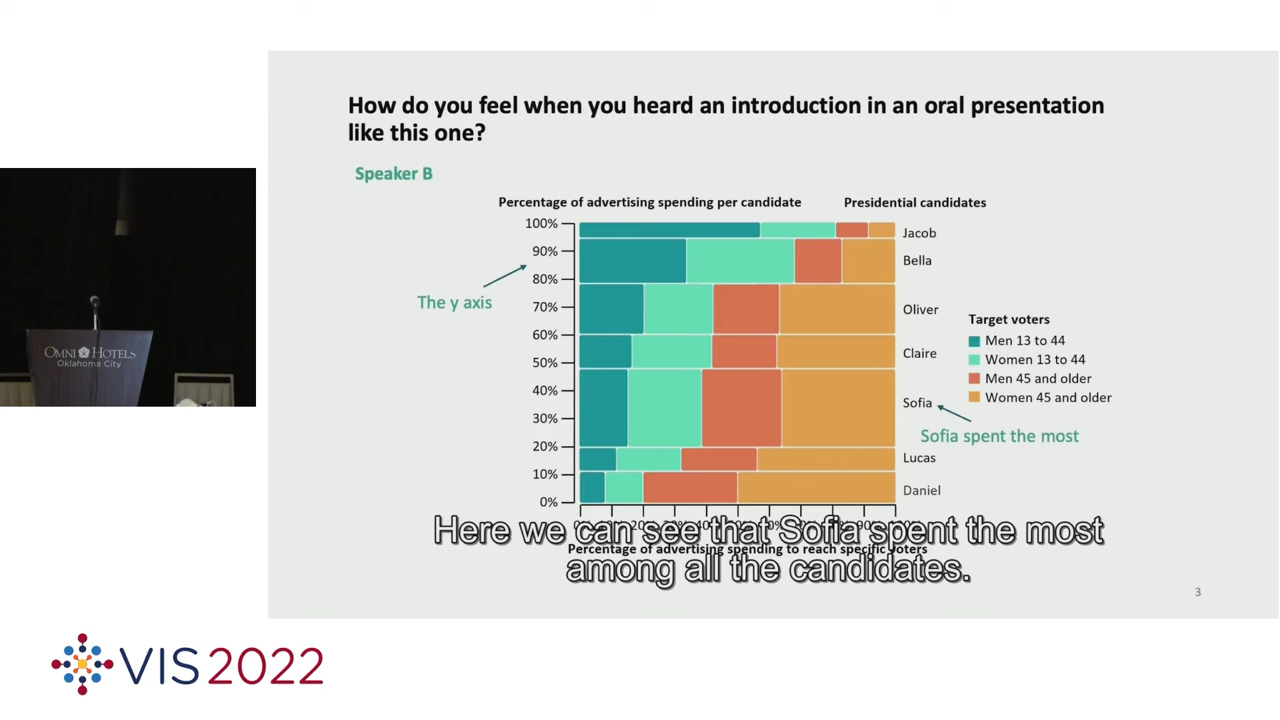 How do you feel when you heard an introduction in an oral presentation
like this one?
Speaker B
Percentage of advertising spending per candidate
Presidential candidates
100%
90%
80%
70%
60%
50%
40%
30%
20%
10%
0%
The y axis
Jacob
Bella
Oliver
Claire
Sofia
Lucas
Daniel
Target voters
Men 13 to 44
Women 13 to 44
Men 45 and older
Women 45 and older
Sofia spent the most
Percentage of advertising spending to reach specific voters
Here we can see that Sofia spent the most
among all the candidates.
3
OMNI HOTELS
Oklahoma City
VIS2022